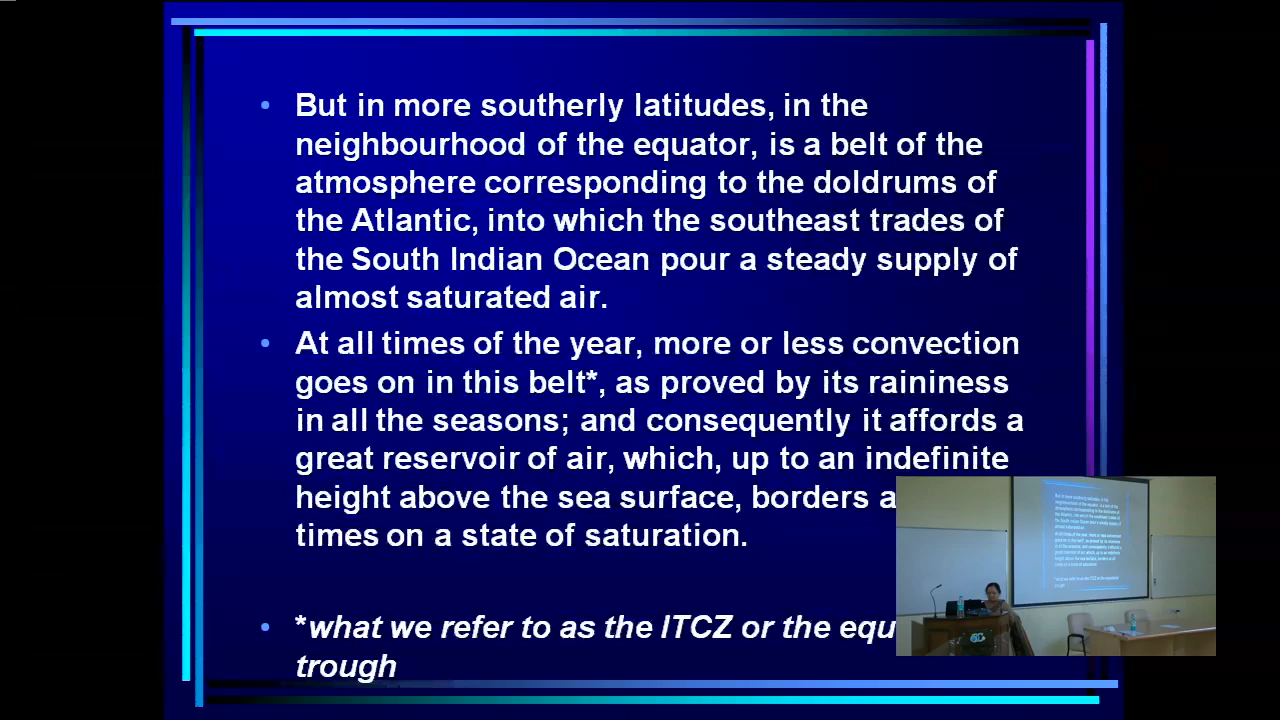 But in more southerly latitudes, in the
neighbourhood of the equator, is a belt of the
atmosphere corresponding to the doldrums of
the Atlantic, into which the southeast trades of
the South Indian Ocean pour a steady supply of
almost saturated air.
At all times of the year, more or less convection
goes on in this belt*, as proved by its raininess
in all the seasons; and consequently it affords a
great reservoir of air, which, up to an indefinite
height above the sea surface, borders a
times on a state of saturation.
*what we refer to as the ITCZ or the equ
trough